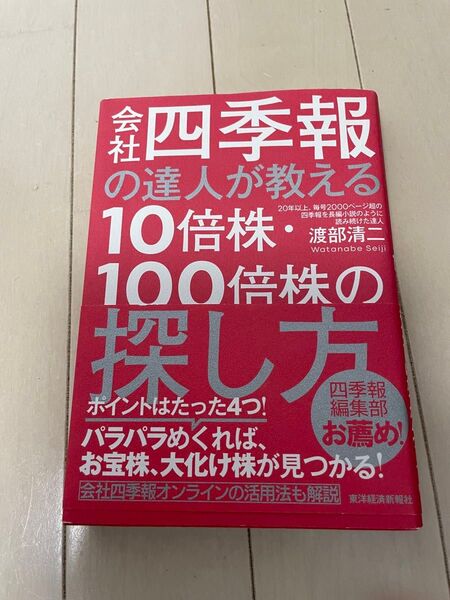 会社四季報
の達人が教える
10倍株・
20年以上、毎号2000ページ超の
四季報を長編小説のように
読み続けた達人
渡部清二
Watanabe Seiji
100倍株の
探し方
ポイントはたった4つ!
パラパラめくれば、
お宝株、大化け株が見つかる!
四季報
編集部
お薦め!
会社四季報オンラインの活用法も解説
東洋経済新報社